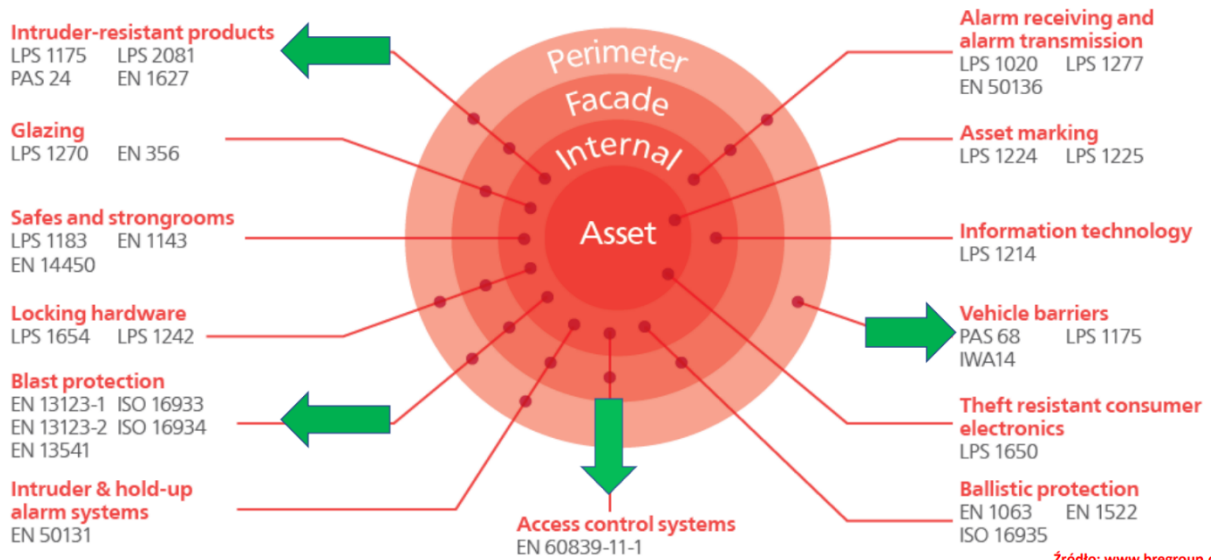 Intruder-resistant products
LPS 1175 LPS 2081
PAS 24 EN 1627
Glazing
LPS 1270 EN 356
Safes and strongrooms
LPS 1183 EN 1143
EN 14450
Locking hardware
LPS 1654 LPS 1242
Blast protection
EN 13123-1 ISO 16933
EN 13123-2 ISO 16934
EN 13541
Intruder & hold-up
alarm systems
EN 50131
Perimeter
Facade
Internal
Asset
Access control systems
EN 60839-11-1
Alarm receiving and
alarm transmission
LPS 1020 LPS 1277
EN 50136
Asset marking
LPS 1224 LPS 1225
Information technology
LPS 1214
Vehicle barriers
PAS 68 LPS 1175
IWA14
Theft resistant consumer
electronics
LPS 1650
Ballistic protection
EN 1063 EN 1522
ISO 16935
Źródło: